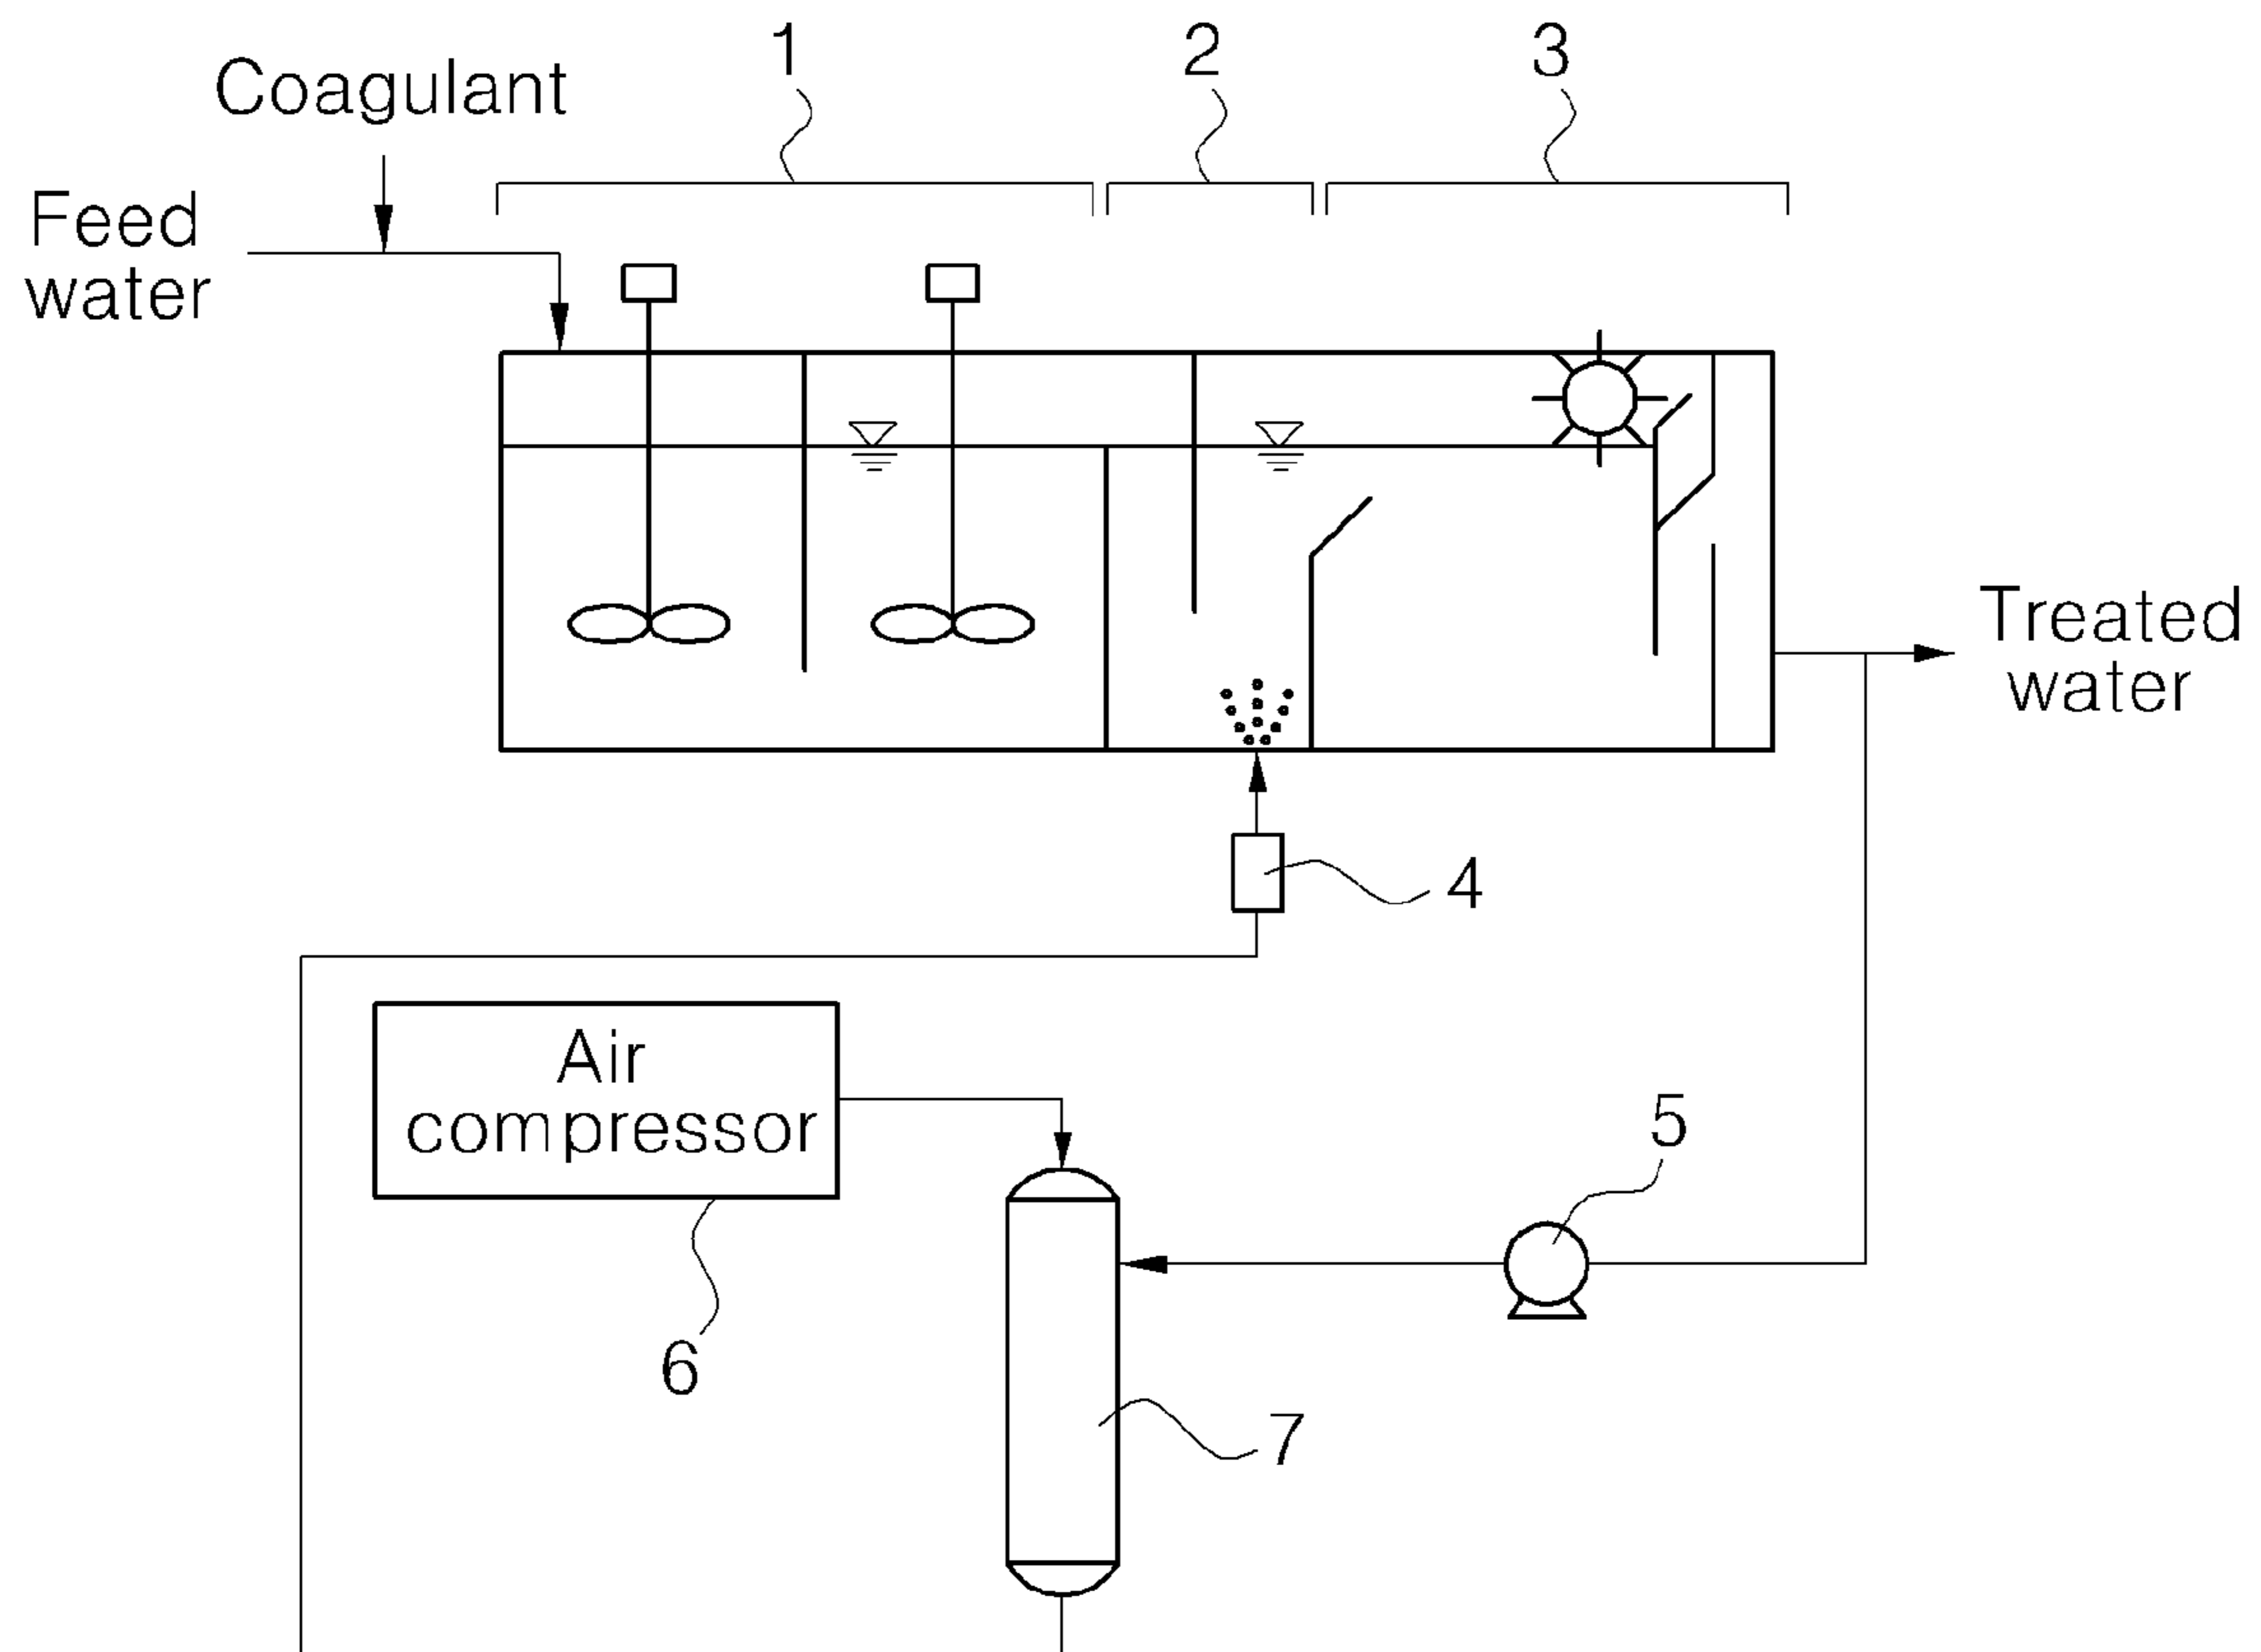 1
2
3
Coagulant
Feed
water
Treated
water
4
Air
compressor
5
6
7